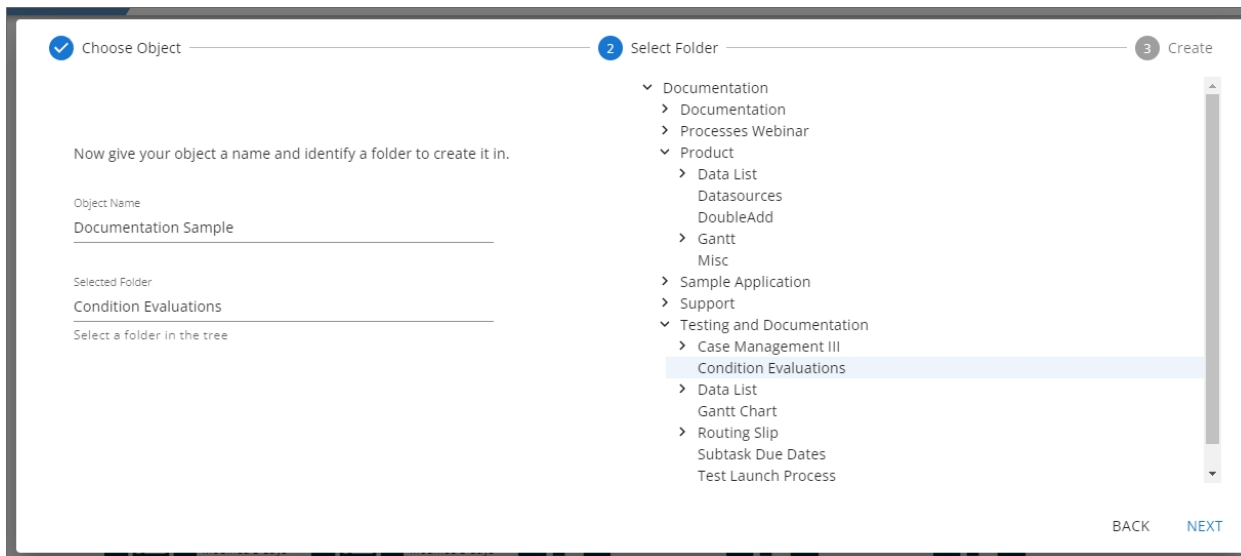 Choose Object
2 Select Folder
3 Create
Now give your object a name and identify a folder to create it in.
Object Name
Documentation Sample
Selected Folder
Condition Evaluations
Select a folder in the tree
Documentation
Documentation
Processes Webinar
Product
Data List
Datasources
DoubleAdd
Gantt
Misc
Sample Application
Support
Testing and Documentation
Case Management III
Condition Evaluations
Data List
Gantt Chart
Routing Slip
Subtask Due Dates
Test Launch Process
BACK
NEXT